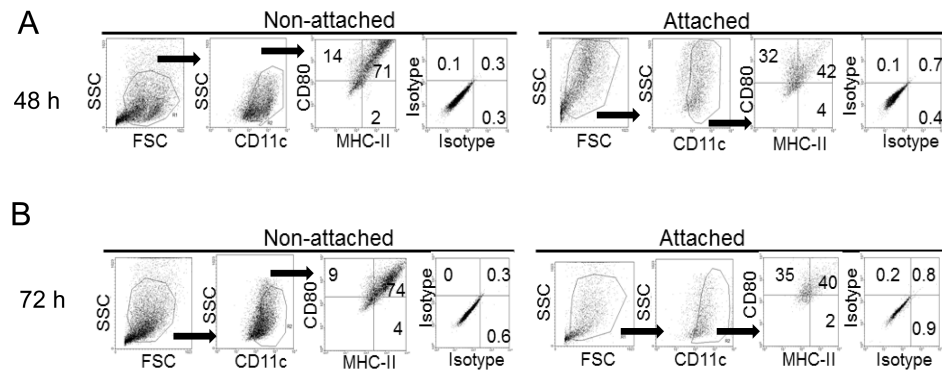 A
Non-attached
Attached
48 h
SSC
FSC
SSC
CD11c
CD80
14
71
2
MHC-II
Isotype
0.1
0.3
0.3
Isotype
SSC
FSC
SSC
CD11c
CD80
32
42
4
MHC-II
Isotype
0.1
0.7
0.4
Isotype
B
Non-attached
Attached
72 h
SSC
FSC
SSC
CD11c
CD80
9
74
4
MHC-II
Isotype
0
0.3
0.6
Isotype
SSC
FSC
SSC
CD11c
CD80
35
40
2
MHC-II
Isotype
0.2
0.8
0.9
Isotype